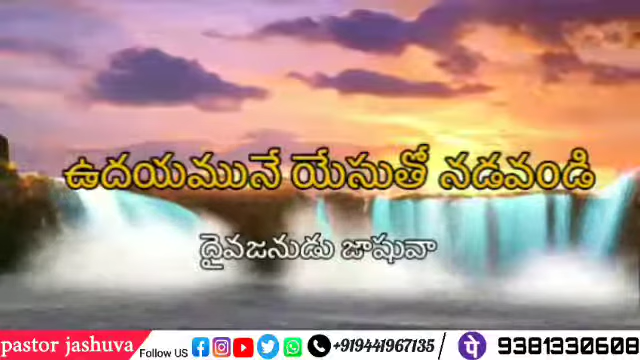 ఉదయమునే యేసుతో నడవండి
దైవజనుడు జాషువా
pastor jashuva Follow US +919441967135 / पे 9381330608